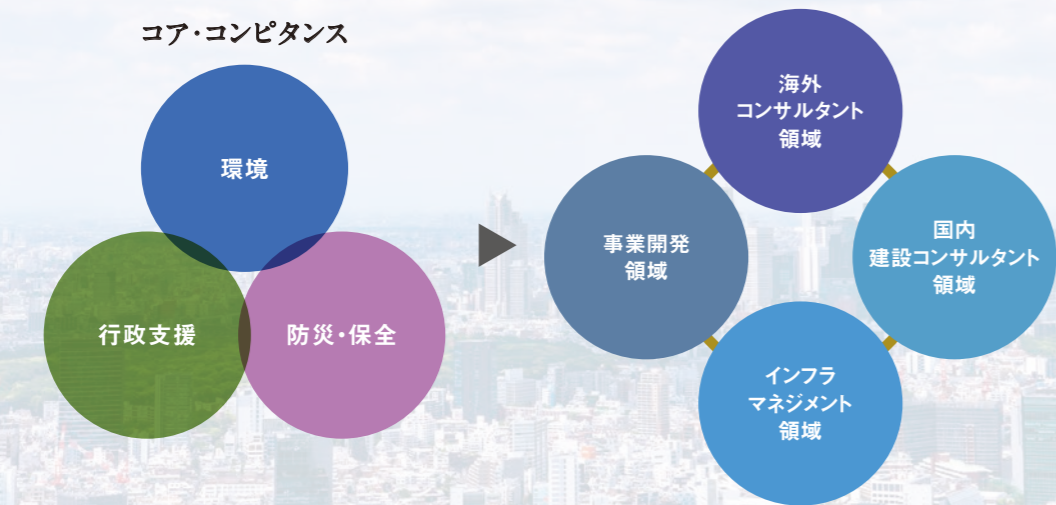 コア・コンピタンス
環境
行政支援
防災・保全
海外
コンサルタント
領域
事業開発
領域
国内
建設コンサルタント
領域
インフラ
マネジメント
領域